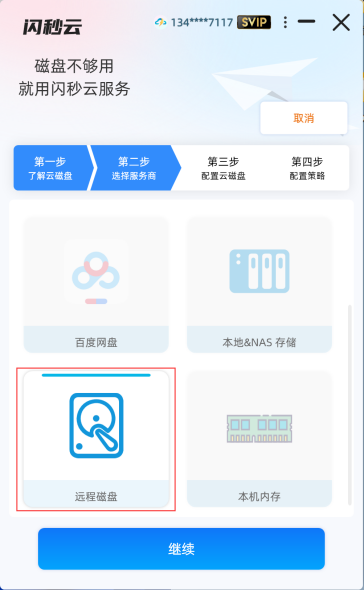 闪秒云
134****7117 SVIP
磁盘不够用
就用闪秒云服务
取消
第一步 第二步 第三步 第四步
了解云磁盘 选择服务商 配置云磁盘 配置策略
百度网盘 本地&NAS 存储
远程磁盘 本机内存
继续